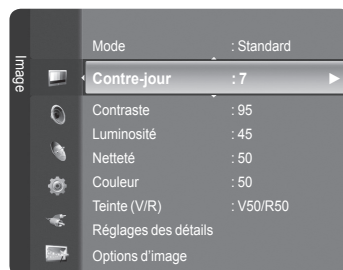 Image
Mode : Standard
Contre-jour : 7
Contraste : 95
Luminosité : 45
Netteté : 50
Couleur : 50
Teinte (V/R) : V50/R50
Réglages des détails
Options d'image